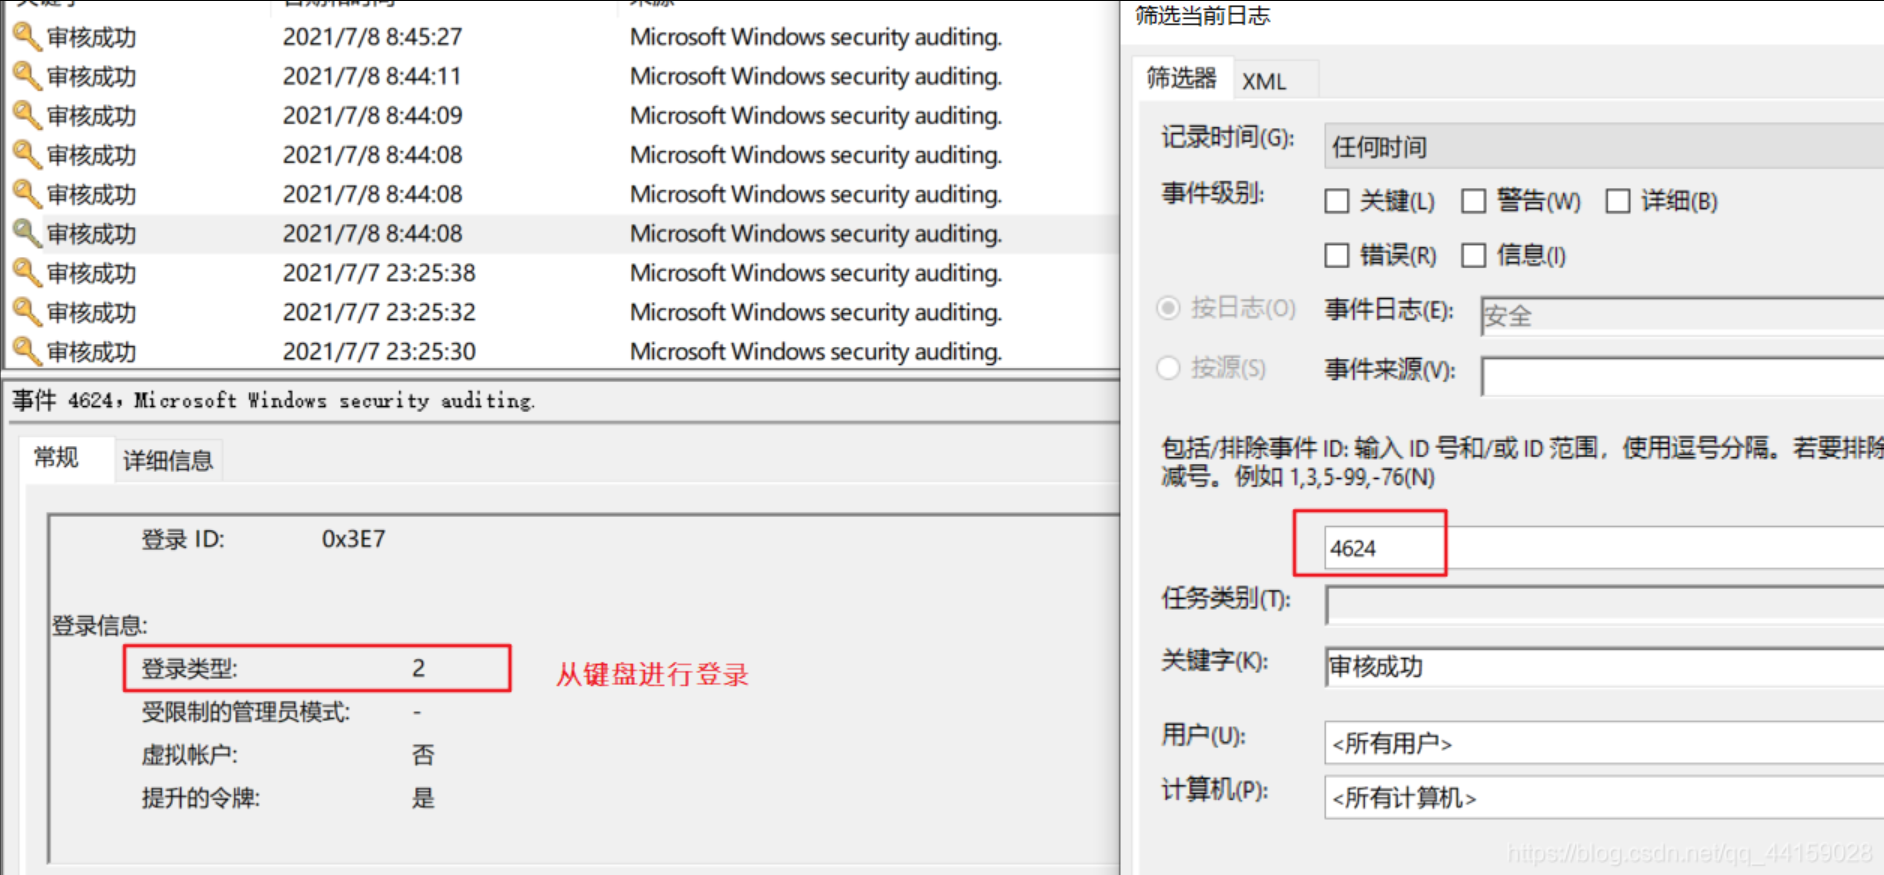 关键字 日期和时间 来源
审核成功 2021/7/8 8:45:27 Microsoft Windows security auditing.
审核成功 2021/7/8 8:44:11 Microsoft Windows security auditing.
审核成功 2021/7/8 8:44:09 Microsoft Windows security auditing.
审核成功 2021/7/8 8:44:08 Microsoft Windows security auditing.
审核成功 2021/7/8 8:44:08 Microsoft Windows security auditing.
审核成功 2021/7/8 8:44:08 Microsoft Windows security auditing.
审核成功 2021/7/7 23:25:38 Microsoft Windows security auditing.
审核成功 2021/7/7 23:25:32 Microsoft Windows security auditing.
审核成功 2021/7/7 23:25:30 Microsoft Windows security auditing.
事件 4624，Microsoft Windows security auditing.
常规 详细信息
登录 ID: 0x3E7
登录信息:
登录类型: 2
从键盘进行登录
受限制的管理员模式: -
虚拟帐户: 否
提升的令牌: 是
筛选当前日志
筛选器 XML
记录时间(G): 任何时间
事件级别: 关键(L) 警告(W) 详细(B)
错误(R) 信息(I)
按日志(O) 事件日志(E): 安全
按源(S) 事件来源(V):
包括/排除事件 ID: 输入 ID 号和/或 ID 范围，使用逗号分隔。若要排除
减号。例如 1,3,5-99,-76(N)
4624
任务类别(T):
关键字(K): 审核成功
用户(U): <所有用户>
计算机(P): <所有计算机>
https://blog.csdn.net/qq_44159028